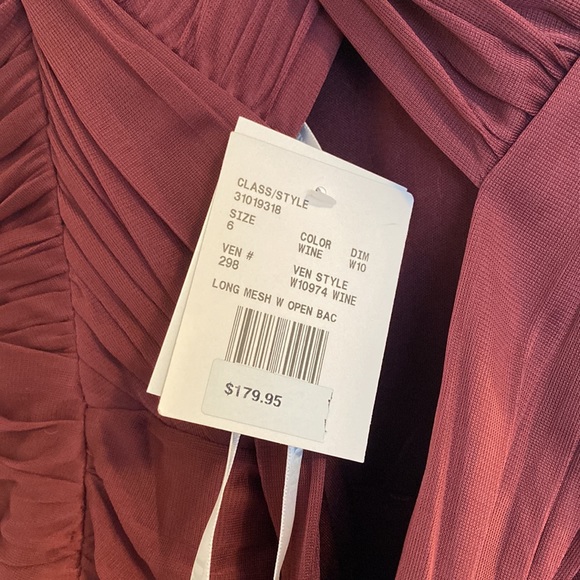 CLASS/STYLE
31019318
SIZE
6
COLOR DIM
WINE W10
VEN # VEN STYLE
298 W10974 WINE
LONG MESH W OPEN BAC
$179.95